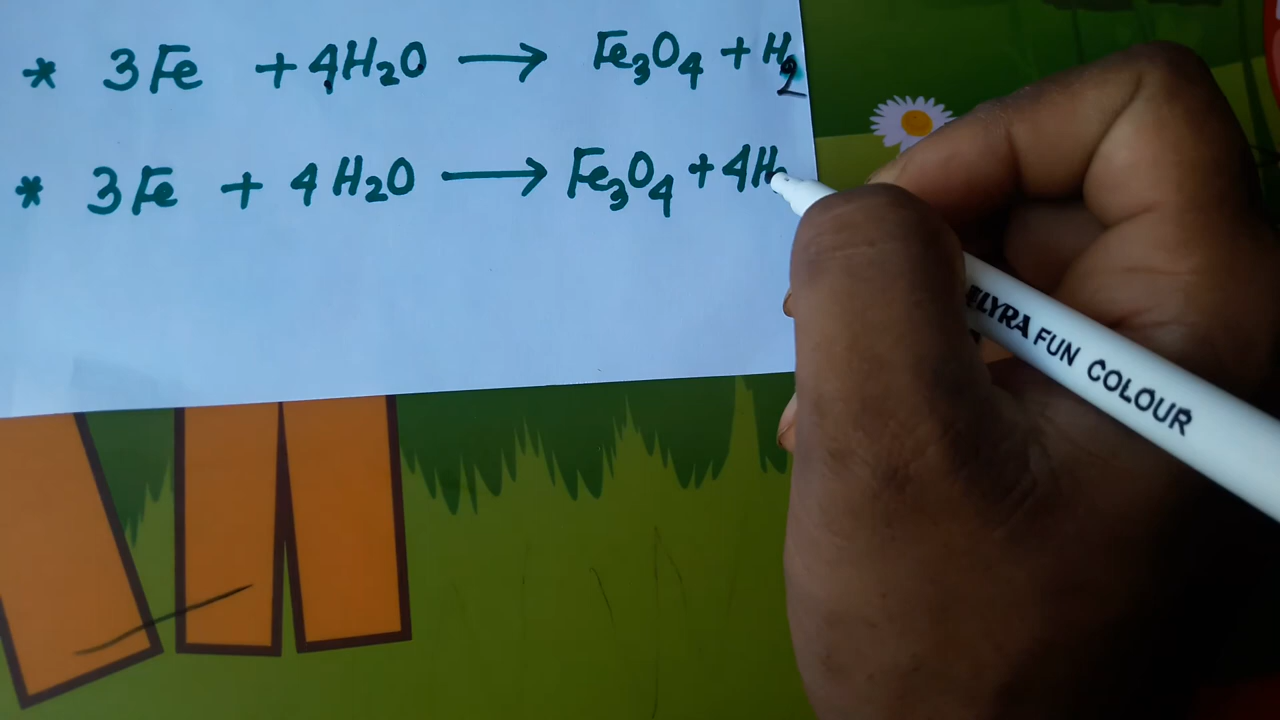 * 3Fe + 4H₂O ⟶ Fe₃O₄ + H₂
* 3Fe + 4H₂O ⟶ Fe₃O₄ + 4H
LYRA FUN COLOUR